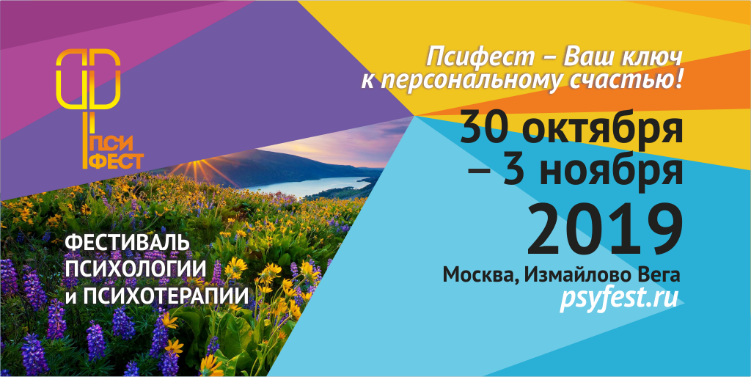 ПСИ
ФЕСТ
Псифест – Ваш ключ
к персональному счастью!
30 октября
– 3 ноября
2019
Москва, Измайлово Вега
psyfest.ru
ФЕСТИВАЛЬ
ПСИХОЛОГИИ
и ПСИХОТЕРАПИИ